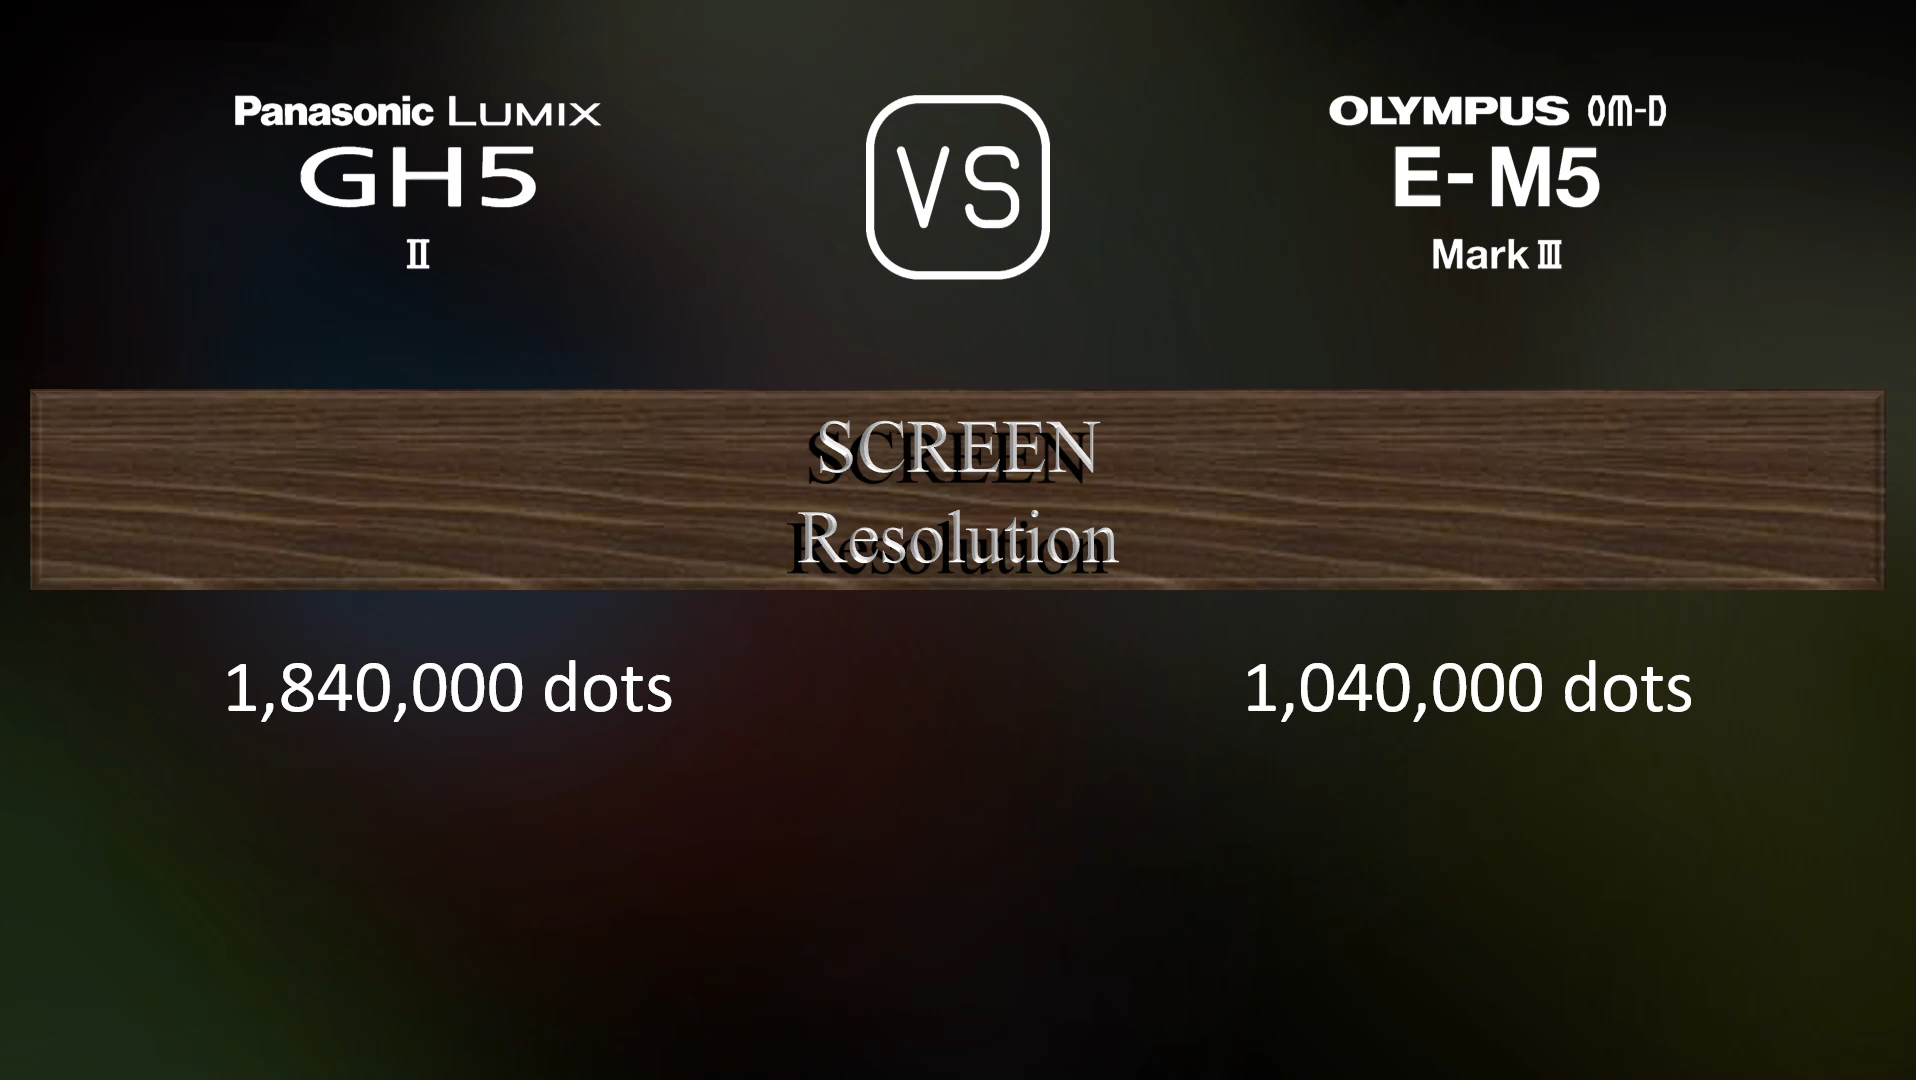 Panasonic LUMIX
GH5
II
VS
OLYMPUS OM-D
E-M5
Mark III
SCREEN
Resolution
1,840,000 dots
1,040,000 dots